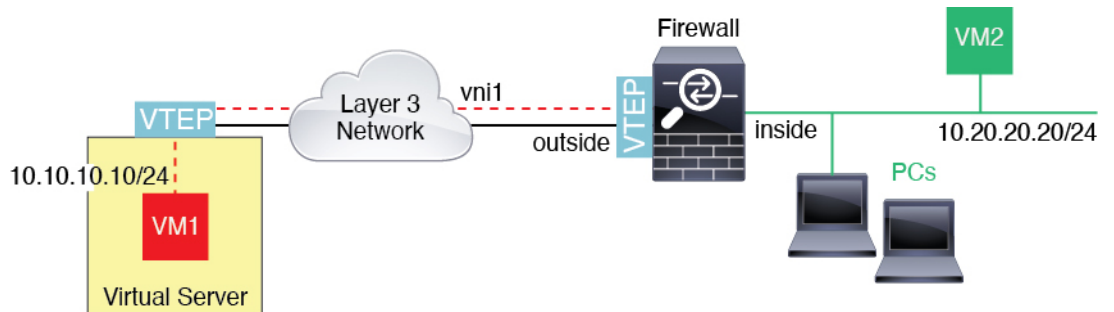 Firewall
VM2
vni1
Layer 3
Network
VTEP
VTEP
outside
inside
10.20.20.20/24
10.10.10.10/24
PCs
VM1
Virtual Server